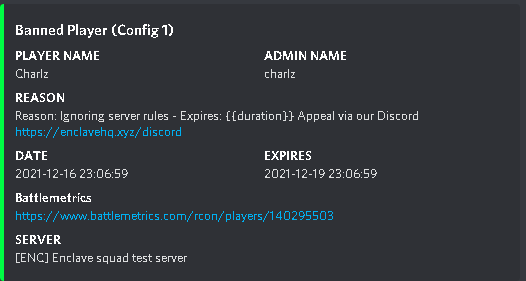 Banned Player (Config 1)
PLAYER NAME
Charlz
ADMIN NAME
charlz
REASON
Reason: Ignoring server rules - Expires: {{duration}} Appeal via our Discord
https://enclavehq.xyz/discord
DATE
2021-12-16 23:06:59
EXPIRES
2021-12-19 23:06:59
Battlemetrics
https://www.battlemetrics.com/rcon/players/140295503
SERVER
[ENC] Enclave squad test server